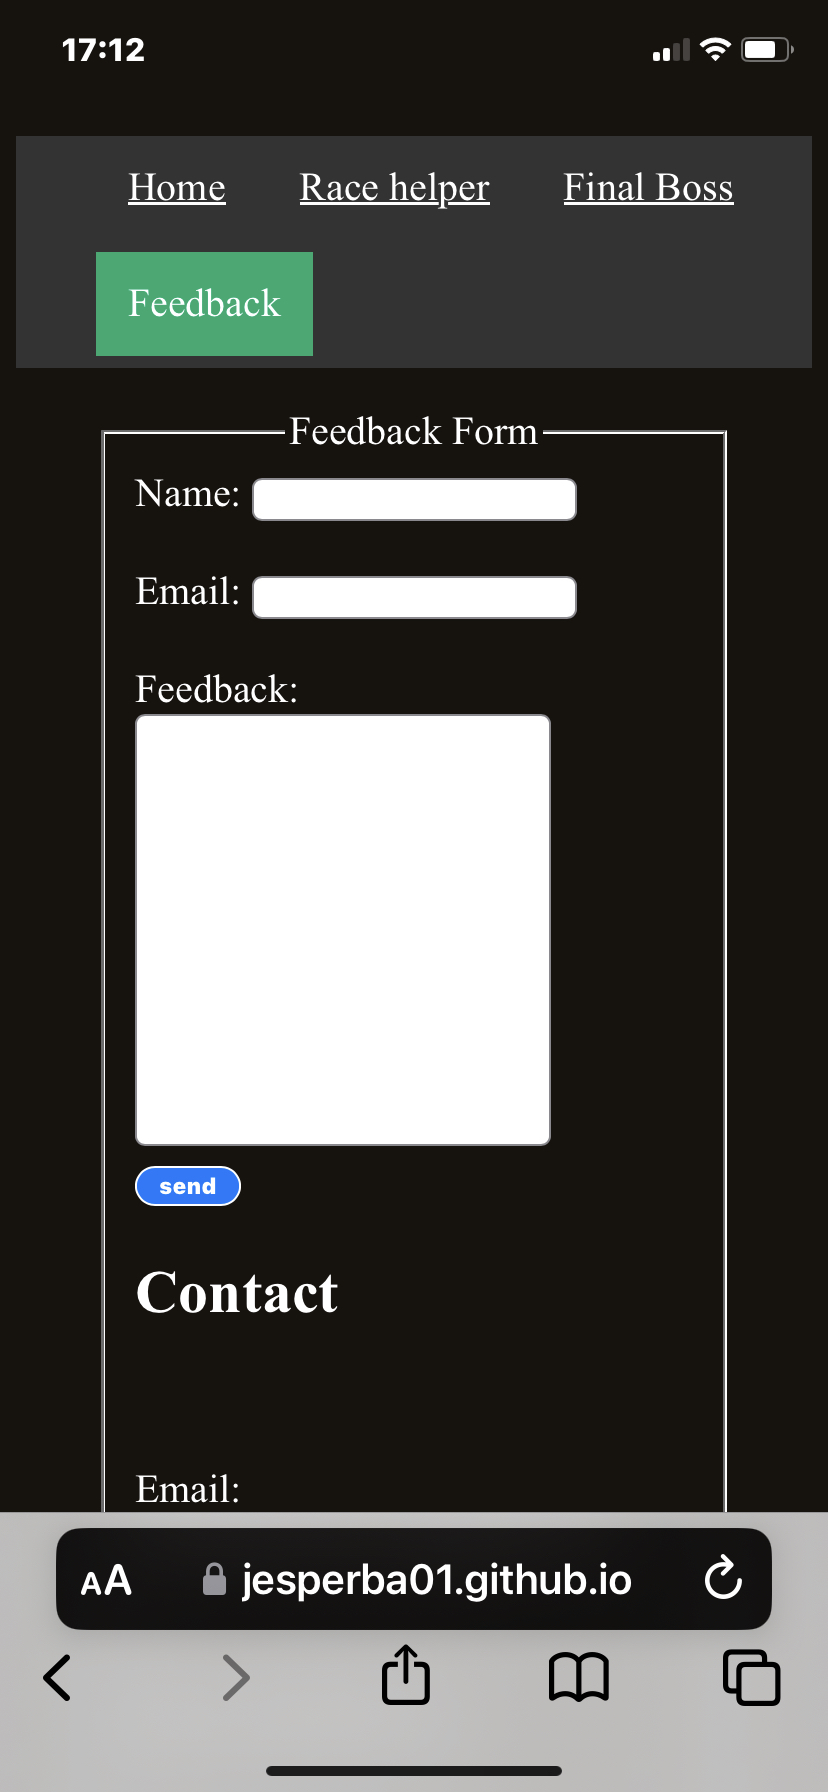 17:12
Home Race helper Final Boss
Feedback
Feedback Form
Name:
Email:
Feedback:
send
Contact
Email:
AA jesperba01.github.io